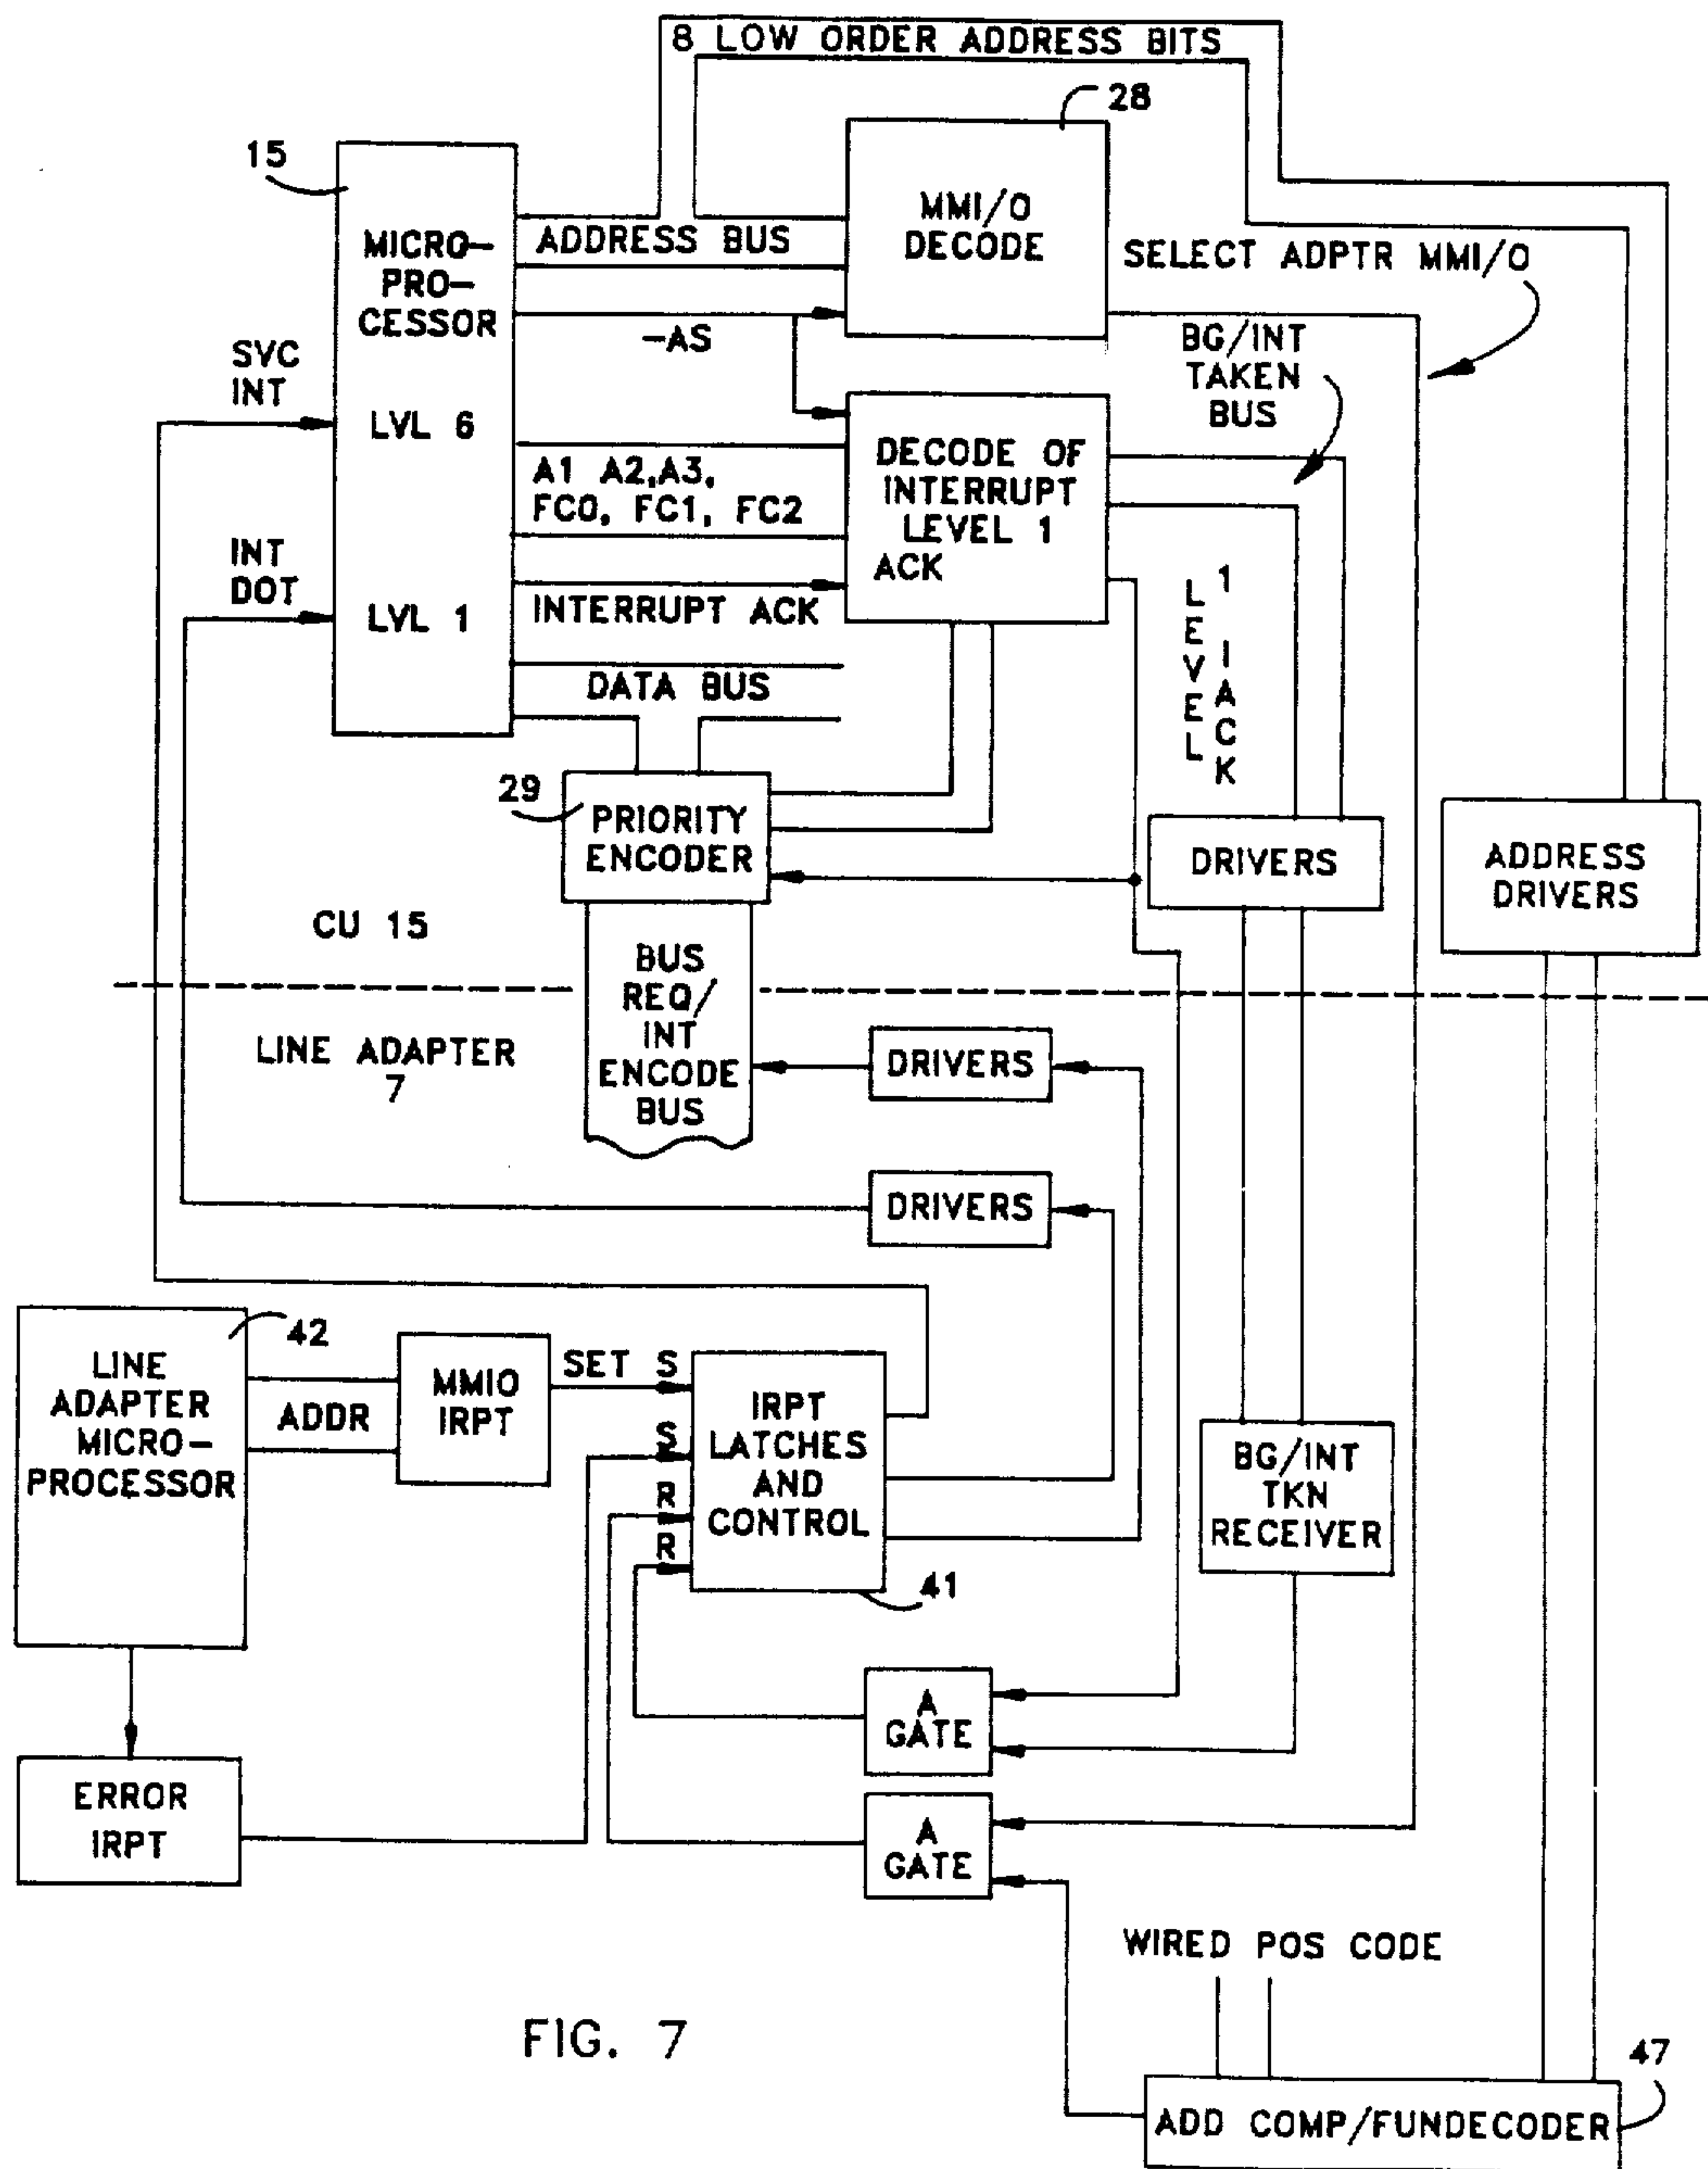 8 LOW ORDER ADDRESS BITS
28
15
MICRO-
PRO-
CESSOR
ADDRESS BUS
MMI/O
DECODE
SELECT ADPTR MMI/O
-AS
BG/INT
TAKEN
BUS
SVC
INT
LVL 6
A1 A2,A3,
FC0, FC1, FC2
DECODE OF
INTERRUPT
LEVEL 1
ACK
INT
DOT
LVL 1
INTERRUPT ACK
LEVEL
1 IACK
DATA BUS
29
PRIORITY
ENCODER
DRIVERS
ADDRESS
DRIVERS
CU 15
BUS
REQ/
INT
ENCODE
BUS
LINE ADAPTER
7
DRIVERS
DRIVERS
42
LINE
ADAPTER
MICRO-
PROCESSOR
ADDR
MMIO
IRPT
SET
S
S
R
R
IRPT
LATCHES
AND
CONTROL
41
BG/INT
TKN
RECEIVER
A
GATE
ERROR
IRPT
A
GATE
WIRED POS CODE
FIG. 7
47
ADD COMP/FUNDECODER